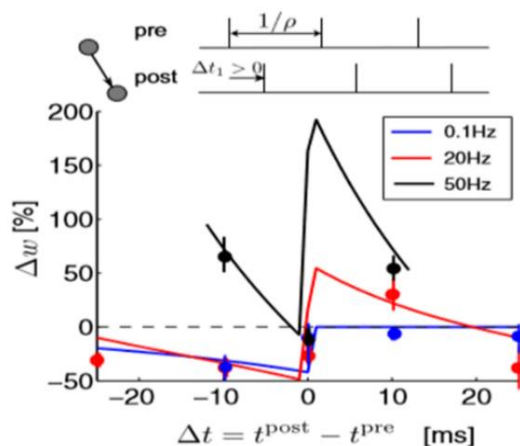 pre
1/ρ
post
Δt₁ > 0
200
150
100
50
0
−50
Δw [%]
0.1Hz
20Hz
50Hz
−20 −10 0 10 20
Δt = t^post − t^pre [ms]